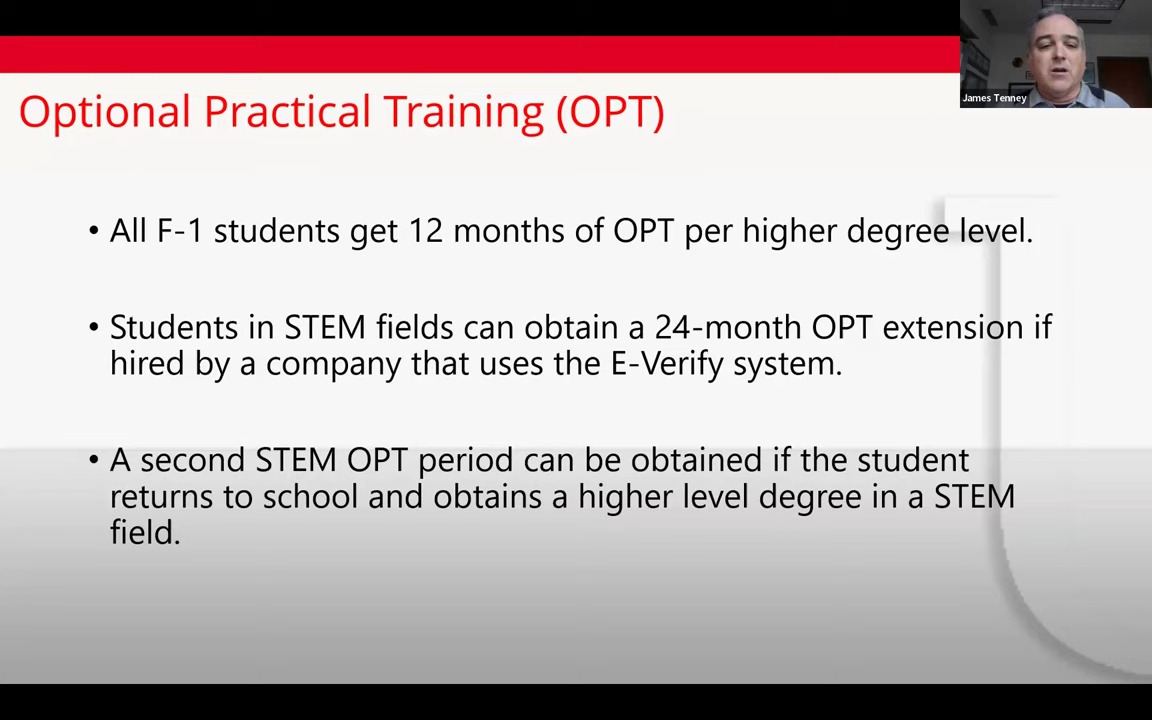 James Tenney
Optional Practical Training (OPT)
• All F-1 students get 12 months of OPT per higher degree level.
• Students in STEM fields can obtain a 24-month OPT extension if
hired by a company that uses the E-Verify system.
• A second STEM OPT period can be obtained if the student
returns to school and obtains a higher level degree in a STEM
field.